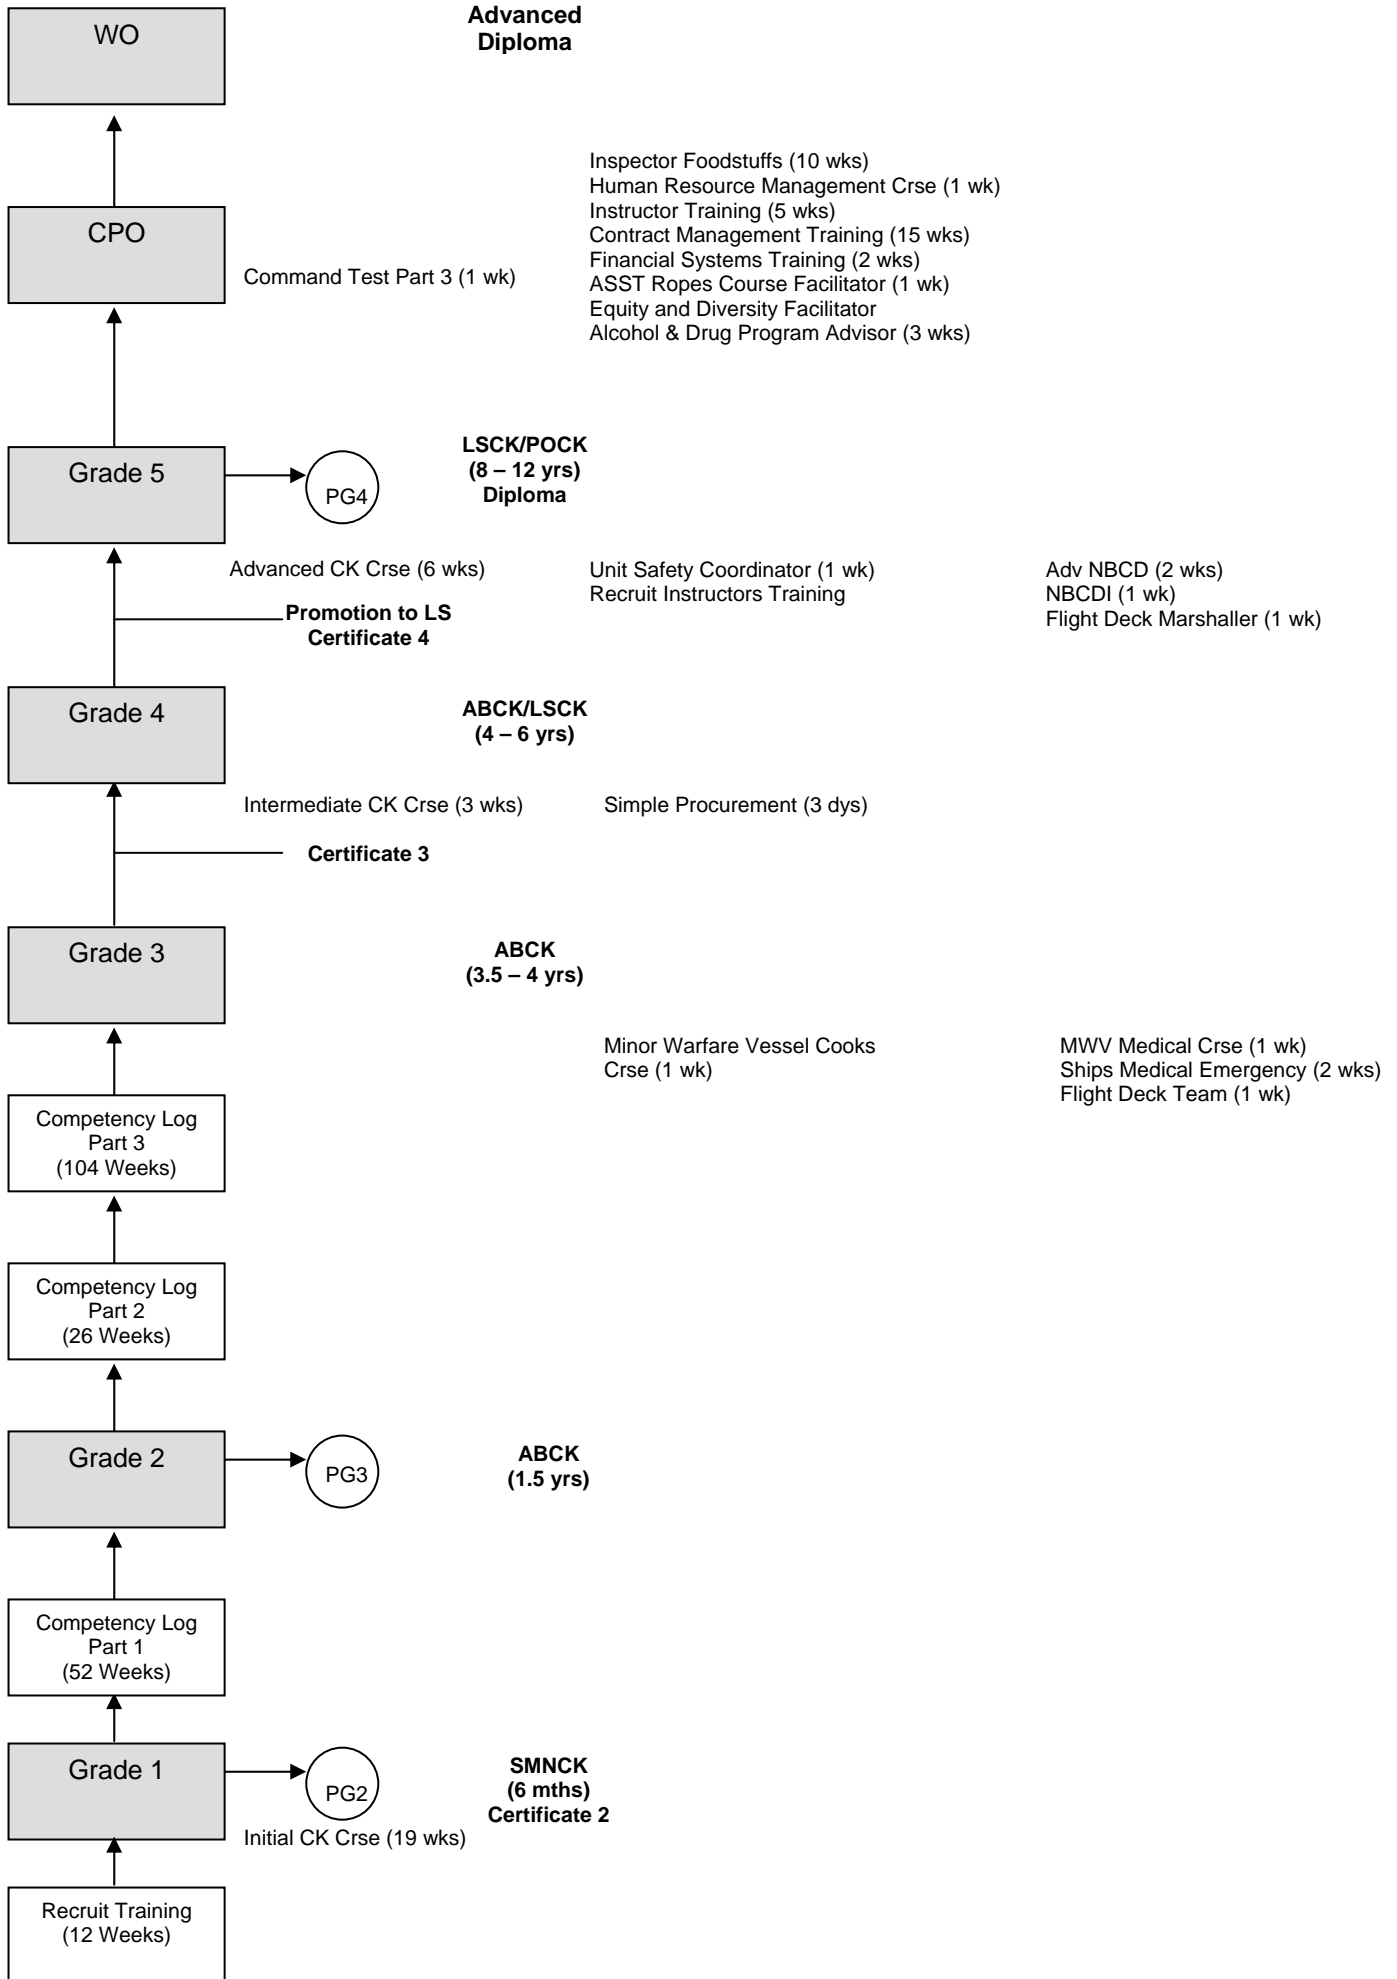 WO
Advanced
Diploma
Inspector Foodstuffs (10 wks)
Human Resource Management Crse (1 wk)
Instructor Training (5 wks)
CPO
Contract Management Training (15 wks)
Financial Systems Training (2 wks)
Command Test Part 3 (1 wk)
ASST Ropes Course Facilitator (1 wk)
Equity and Diversity Facilitator
Alcohol & Drug Program Advisor (3 wks)
Grade 5
PG4
LSCK/POCK
(8 – 12 yrs)
Diploma
Advanced CK Crse (6 wks)
Unit Safety Coordinator (1 wk)
Recruit Instructors Training
Adv NBCD (2 wks)
NBCDI (1 wk)
Flight Deck Marshaller (1 wk)
Promotion to LS
Certificate 4
Grade 4
ABCK/LSCK
(4 – 6 yrs)
Intermediate CK Crse (3 wks)
Simple Procurement (3 dys)
Certificate 3
Grade 3
ABCK
(3.5 – 4 yrs)
Minor Warfare Vessel Cooks
Crse (1 wk)
MWV Medical Crse (1 wk)
Ships Medical Emergency (2 wks)
Flight Deck Team (1 wk)
Competency Log
Part 3
(104 Weeks)
Competency Log
Part 2
(26 Weeks)
Grade 2
PG3
ABCK
(1.5 yrs)
Competency Log
Part 1
(52 Weeks)
Grade 1
PG2
SMNCK
(6 mths)
Certificate 2
Initial CK Crse (19 wks)
Recruit Training
(12 Weeks)